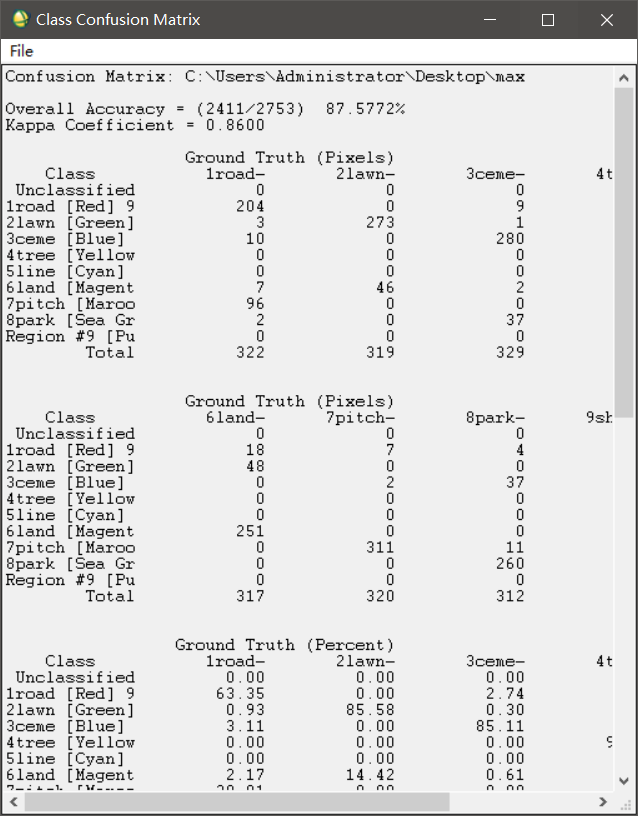 Class Confusion Matrix
File
Confusion Matrix: C:\Users\Administrator\Desktop\max
Overall Accuracy = (2411/2753) 87.5772%
Kappa Coefficient = 0.8600
Ground Truth (Pixels)
Class 1road- 2lawn- 3ceme- 4t
Unclassified 0 0 0
1road [Red] 9 204 0 9
2lawn [Green] 3 273 1
3ceme [Blue] 10 0 280
4tree [Yellow 0 0 0
5line [Cyan] 0 0 0
6land [Magent 7 46 2
7pitch [Maroo 96 0 0
8park [Sea Gr 2 0 37
Region #9 [Pu 0 0 0
Total 322 319 329
Ground Truth (Pixels)
Class 6land- 7pitch- 8park- 9sh
Unclassified 0 0 0
1road [Red] 9 18 7 4
2lawn [Green] 48 0 0
3ceme [Blue] 0 2 37
4tree [Yellow 0 0 0
5line [Cyan] 0 0 0
6land [Magent 251 0 0
7pitch [Maroo 0 311 11
8park [Sea Gr 0 0 260
Region #9 [Pu 0 0 0
Total 317 320 312
Ground Truth (Percent)
Class 1road- 2lawn- 3ceme- 4t
Unclassified 0.00 0.00 0.00
1road [Red] 9 63.35 0.00 2.74
2lawn [Green] 0.93 85.58 0.30
3ceme [Blue] 3.11 0.00 85.11
4tree [Yellow 0.00 0.00 0.00 9
5line [Cyan] 0.00 0.00 0.00
6land [Magent 2.17 14.42 0.61
7pitch [Maroo 29.81 0.00 0.00